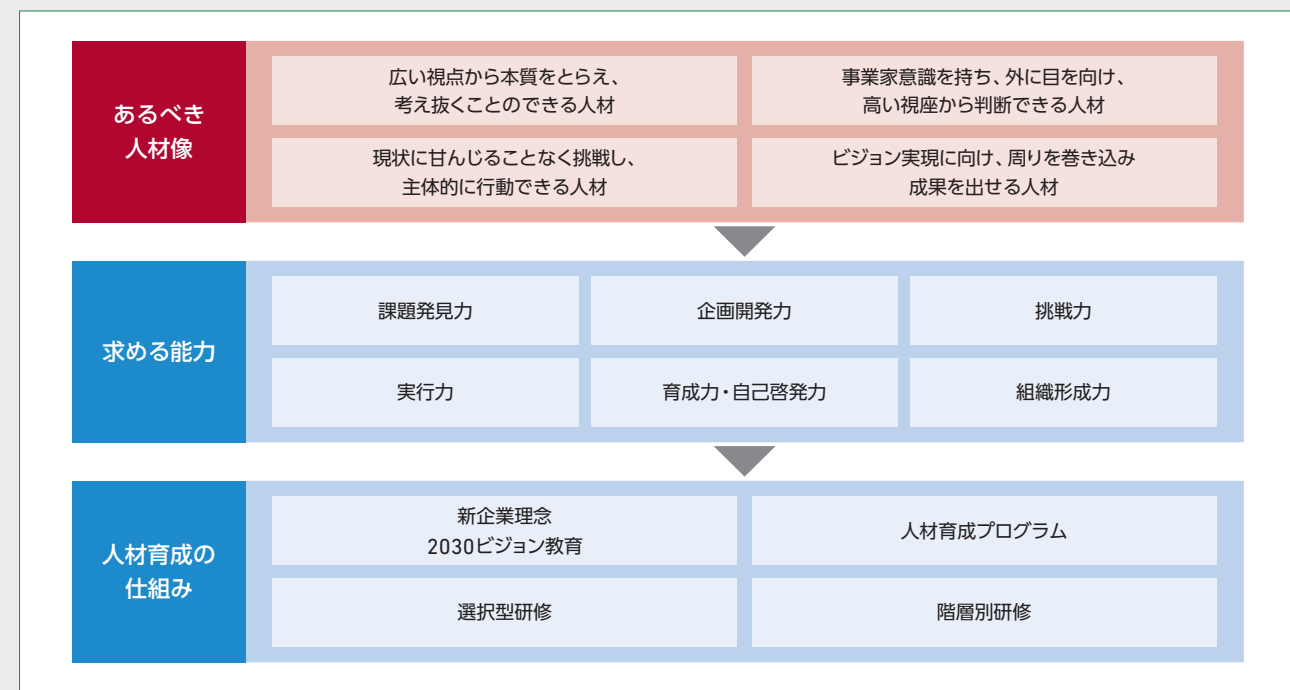 あるべき
人材像
広い視点から本質をとらえ、
考え抜くことのできる人材
事業家意識を持ち、外に目を向け、
高い視座から判断できる人材
現状に甘んじることなく挑戦し、
主体的に行動できる人材
ビジョン実現に向け、周りを巻き込み
成果を出せる人材
求める能力
課題発見力
企画開発力
挑戦力
実行力
育成力・自己啓発力
組織形成力
人材育成の
仕組み
新企業理念
2030ビジョン教育
人材育成プログラム
選択型研修
階層別研修